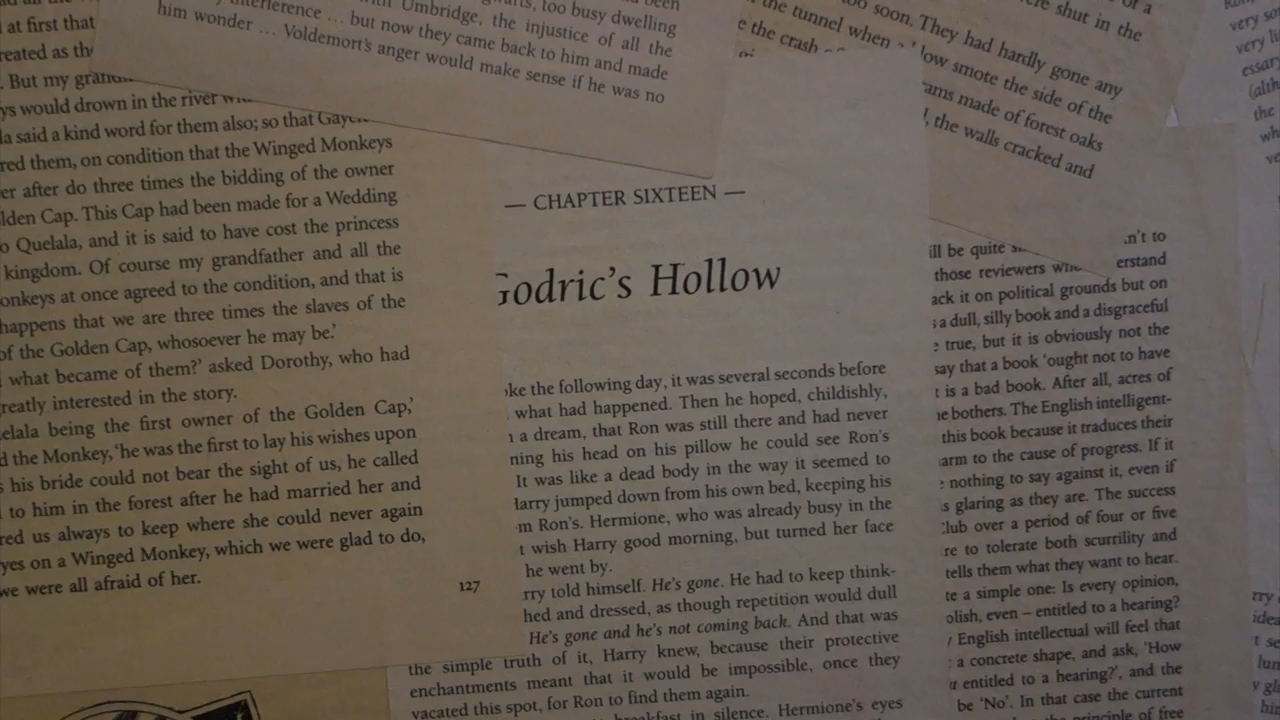 at first that
reated as
But my
ys would drown in the river
la said a kind word for them also; so that
red them, on condition that the Winged Monkeys
er after do three times the bidding of the owner
lden Cap. This Cap had been made for a Wedding
o Quelala, and it is said to have cost the princess
kingdom. Of course my grandfather and all the
onkeys at once agreed to the condition, and that is
happens that we are three times the slaves of the
of the Golden Cap, whosoever he may be.'
what became of them?' asked Dorothy, who had
reatly interested in the story.
elala being the first owner of the Golden Cap,'
d the Monkey, 'he was the first to lay his wishes upon
his bride could not bear the sight of us, he called
to him in the forest after he had married her and
red us always to keep where she could never again
yes on a Winged Monkey, which we were glad to do,
we were all afraid of her.
127
too busy dwelling
Umbridge, the injustice of all the
interference ... but now they came back to him and made
him wonder ... Voldemort's anger would make sense if he was no
— CHAPTER SIXTEEN —
Godric's Hollow
oke the following day, it was several seconds before
what had happened. Then he hoped, childishly,
a dream, that Ron was still there and had never
ning his head on his pillow he could see Ron's
It was like a dead body in the way it seemed to
Harry jumped down from his own bed, keeping his
m Ron's. Hermione, who was already busy in the
t wish Harry good morning, but turned her face
he went by.
rry told himself. He's gone. He had to keep think-
hed and dressed, as though repetition would dull
He's gone and he's not coming back. And that was
the simple truth of it, Harry knew, because their protective
enchantments meant that it would be impossible, once they
vacated this spot, for Ron to find them again.
breakfast in silence. Hermione's eyes
shut in the
soon. They had hardly gone any
the tunnel when a blow smote the side of the
e the crash
rams made of forest oaks
the walls cracked and
ill be quite
n't to
those reviewers
erstand
ack it on political grounds but on
s a dull, silly book and a disgraceful
e true, but it is obviously not the
say that a book 'ought not to have
t is a bad book. After all, acres of
ne bothers. The English intelligent-
this book because it traduces their
arm to the cause of progress. If it
e nothing to say against it, even if
s glaring as they are. The success
Club over a period of four or five
re to tolerate both scurrility and
tells them what they want to hear.
te a simple one: Is every opinion,
olish, even – entitled to a hearing?
English intellectual will feel that
a concrete shape, and ask, 'How
entitled to a hearing?', and the
be 'No'. In that case the current
principle of free
very
very li
essary
(alth
the
wh
ve